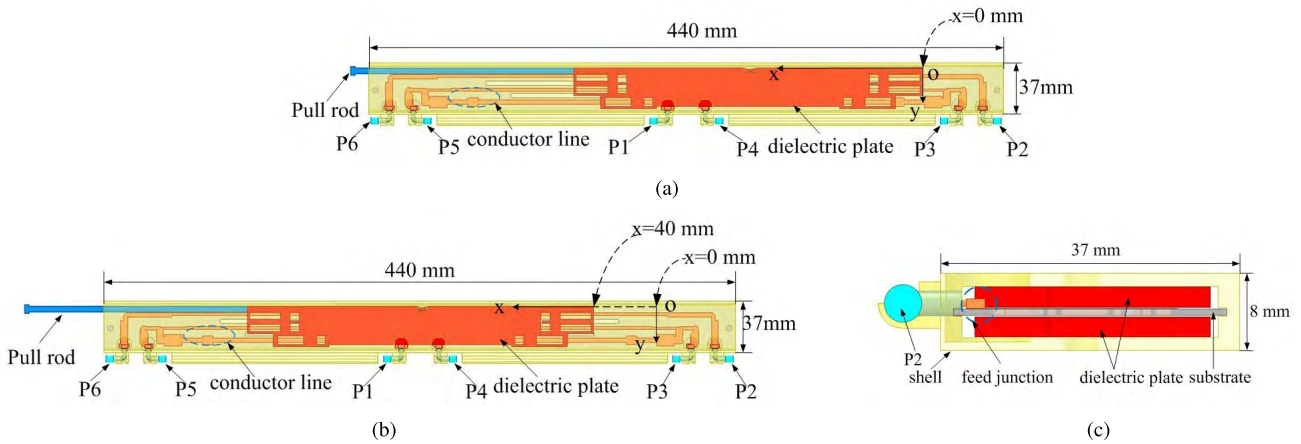 x=0 mm
440 mm
x
o
37mm
y
Pull rod
conductor line
dielectric plate
P6
P5
P1
P4
P3
P2
(a)
x=40 mm
x=0 mm
440 mm
x
o
37mm
y
Pull rod
conductor line
dielectric plate
P6
P5
P1
P4
P3
P2
(b)
37 mm
8 mm
P2
shell
feed junction
dielectric plate
substrate
(c)